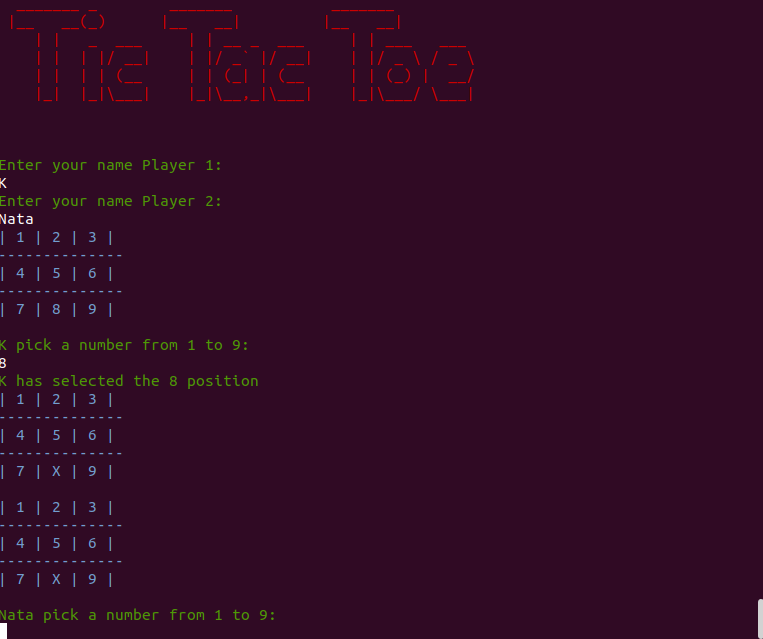 Tic Tac Toe
Enter your name Player 1:
K
Enter your name Player 2:
Nata
| 1 | 2 | 3 |
--------------
| 4 | 5 | 6 |
--------------
| 7 | 8 | 9 |
K pick a number from 1 to 9:
8
K has selected the 8 position
| 1 | 2 | 3 |
--------------
| 4 | 5 | 6 |
--------------
| 7 | X | 9 |
| 1 | 2 | 3 |
--------------
| 4 | 5 | 6 |
--------------
| 7 | X | 9 |
Nata pick a number from 1 to 9: